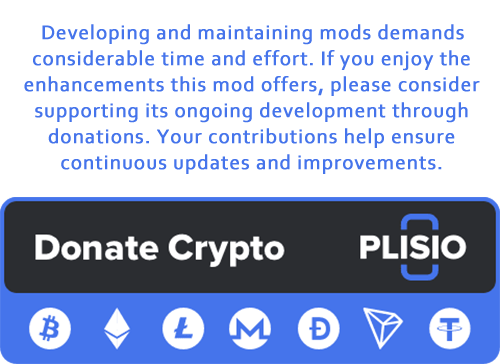 Developing and maintaining mods demands
considerable time and effort. If you enjoy the
enhancements this mod offers, please consider
supporting its ongoing development through
donations. Your contributions help ensure
continuous updates and improvements.
Donate Crypto
PLISIO